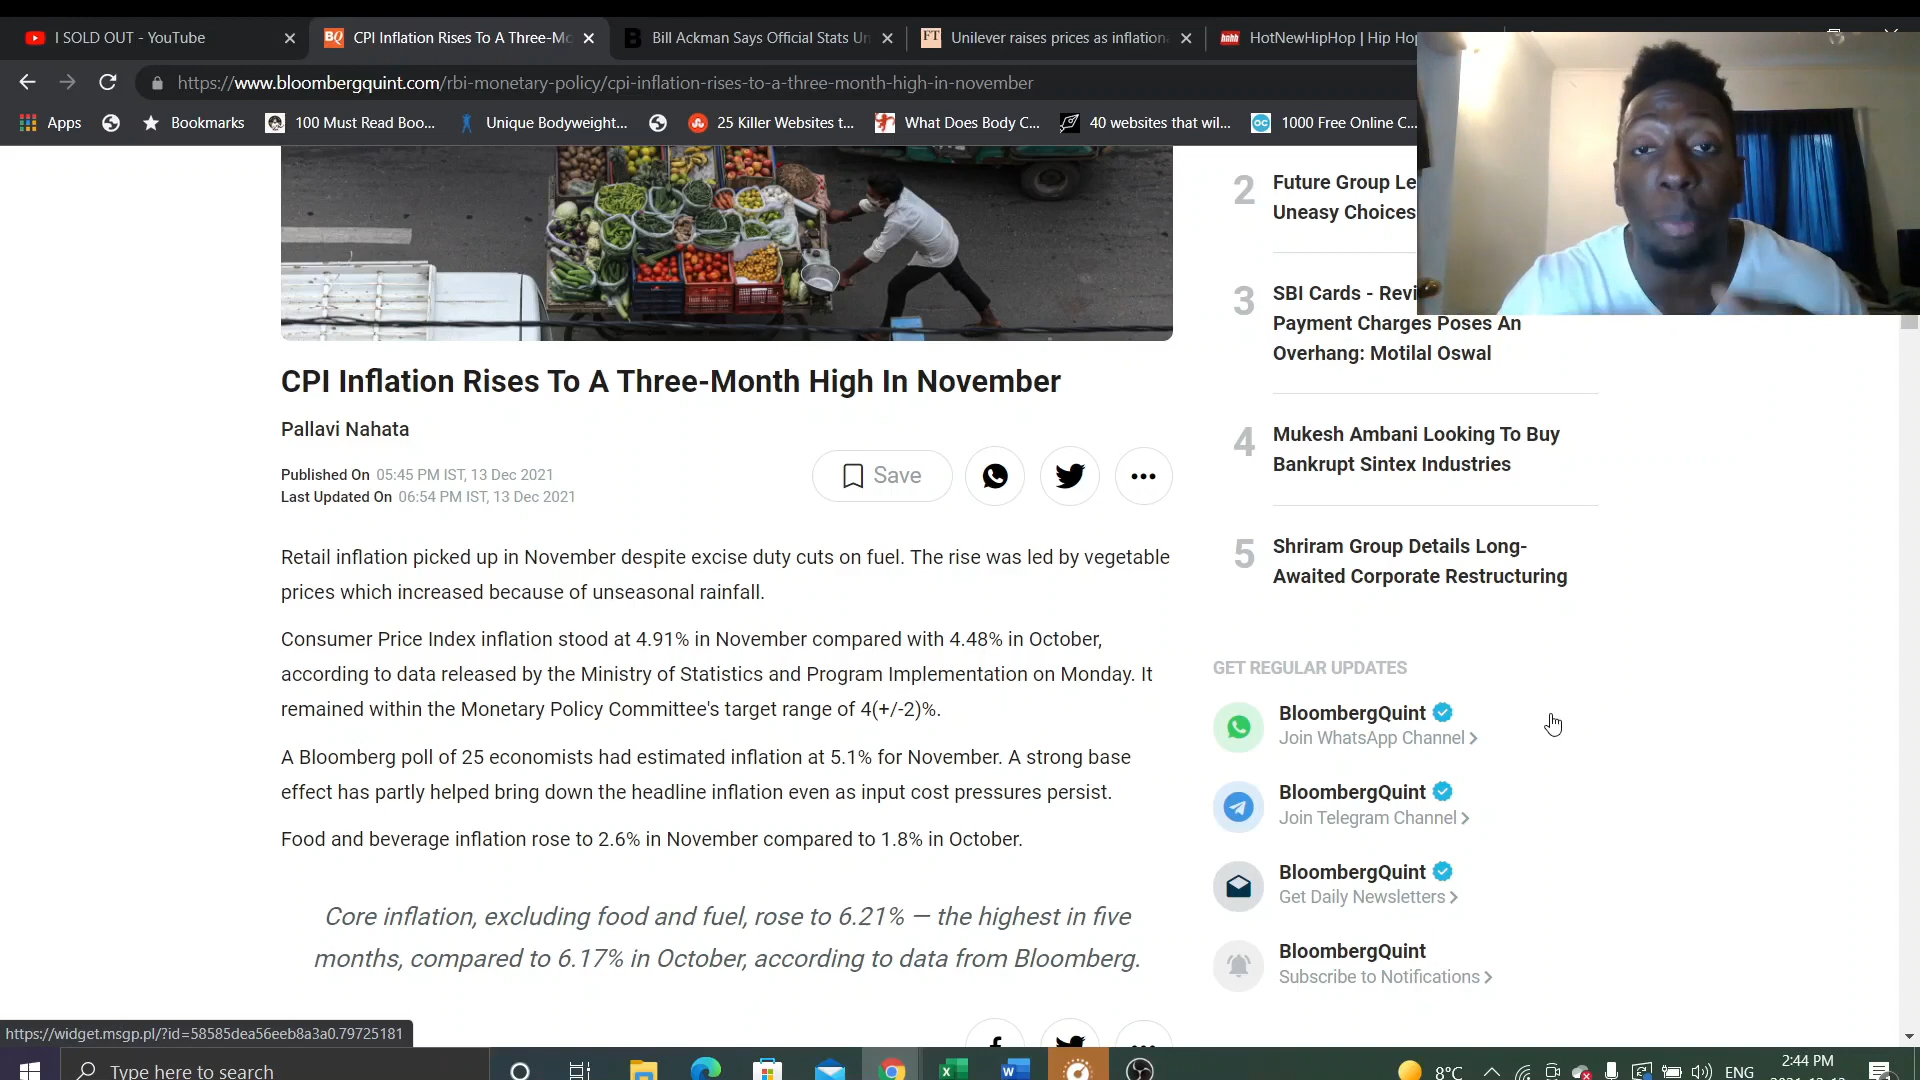 I SOLD OUT - YouTube
BQ CPI Inflation Rises To A Three-Mo
Bill Ackman Says Official Stats Un
FT Unilever raises prices as inflation
HotNewHipHop | Hip Hop
https://www.bloombergquint.com/rbi-monetary-policy/cpi-inflation-rises-to-a-three-month-high-in-november
Apps
Bookmarks
100 Must Read Boo...
Unique Bodyweight...
25 Killer Websites t...
What Does Body C...
40 websites that wil...
OC 1000 Free Online C...
2 Future Group Le
Uneasy Choices
3 SBI Cards - Revi
Payment Charges Poses An
Overhang: Motilal Oswal
4 Mukesh Ambani Looking To Buy
Bankrupt Sintex Industries
5 Shriram Group Details Long-
Awaited Corporate Restructuring
CPI Inflation Rises To A Three-Month High In November
Pallavi Nahata
Published On 05:45 PM IST, 13 Dec 2021
Last Updated On 06:54 PM IST, 13 Dec 2021
Save
Retail inflation picked up in November despite excise duty cuts on fuel. The rise was led by vegetable
prices which increased because of unseasonal rainfall.
Consumer Price Index inflation stood at 4.91% in November compared with 4.48% in October,
according to data released by the Ministry of Statistics and Program Implementation on Monday. It
remained within the Monetary Policy Committee's target range of 4(+/-2)%.
A Bloomberg poll of 25 economists had estimated inflation at 5.1% for November. A strong base
effect has partly helped bring down the headline inflation even as input cost pressures persist.
Food and beverage inflation rose to 2.6% in November compared to 1.8% in October.
Core inflation, excluding food and fuel, rose to 6.21% — the highest in five
months, compared to 6.17% in October, according to data from Bloomberg.
GET REGULAR UPDATES
BloombergQuint
Join WhatsApp Channel
BloombergQuint
Join Telegram Channel
BloombergQuint
Get Daily Newsletters
BloombergQuint
Subscribe to Notifications
https://widget.msgp.pl/?id=58585dea56eeb8a3a0.79725181
Type here to search
8°C
ENG
2:44 PM